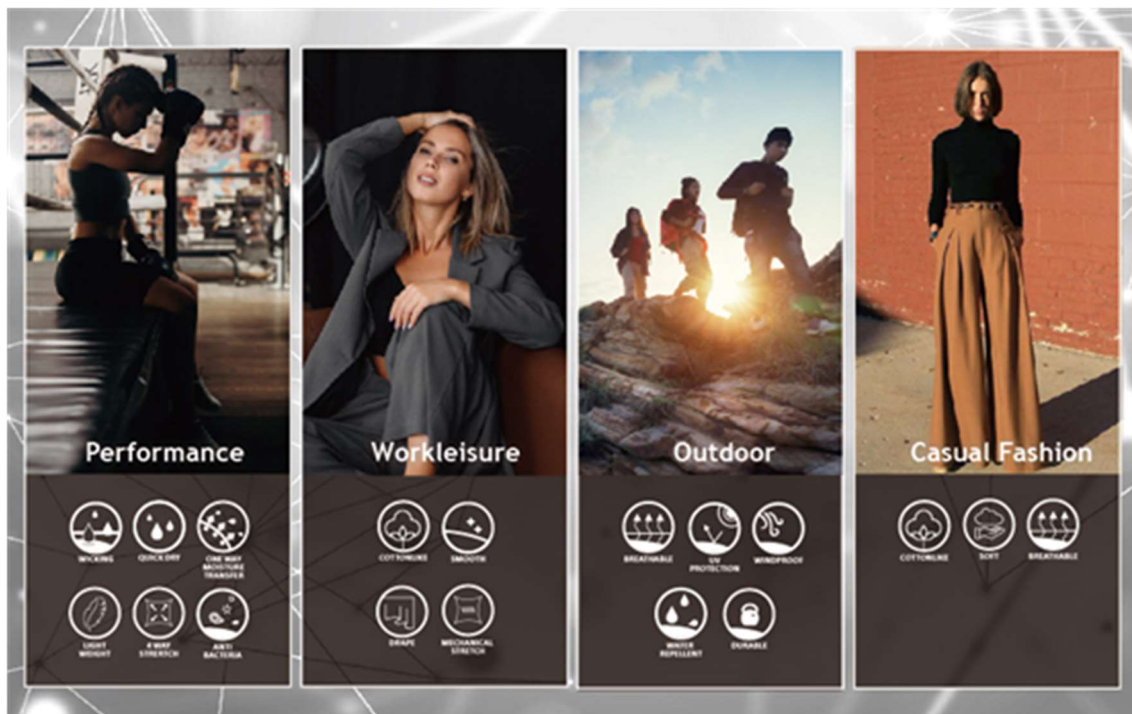 Performance
WICKING
QUICK DRY
ONE WAY
MOISTURE
TRANSFER
LIGHT
WEIGHT
4 WAY
STRETCH
ANTI
BACTERIA
Workleisure
COTTONLIKE
SMOOTH
DRAPE
MECHANICAL
STRETCH
Outdoor
BREATHABLE
UV
PROTECTION
WINDPROOF
WATER
REPELLENT
DURABLE
Casual Fashion
COTTONLIKE
SOFT
BREATHABLE